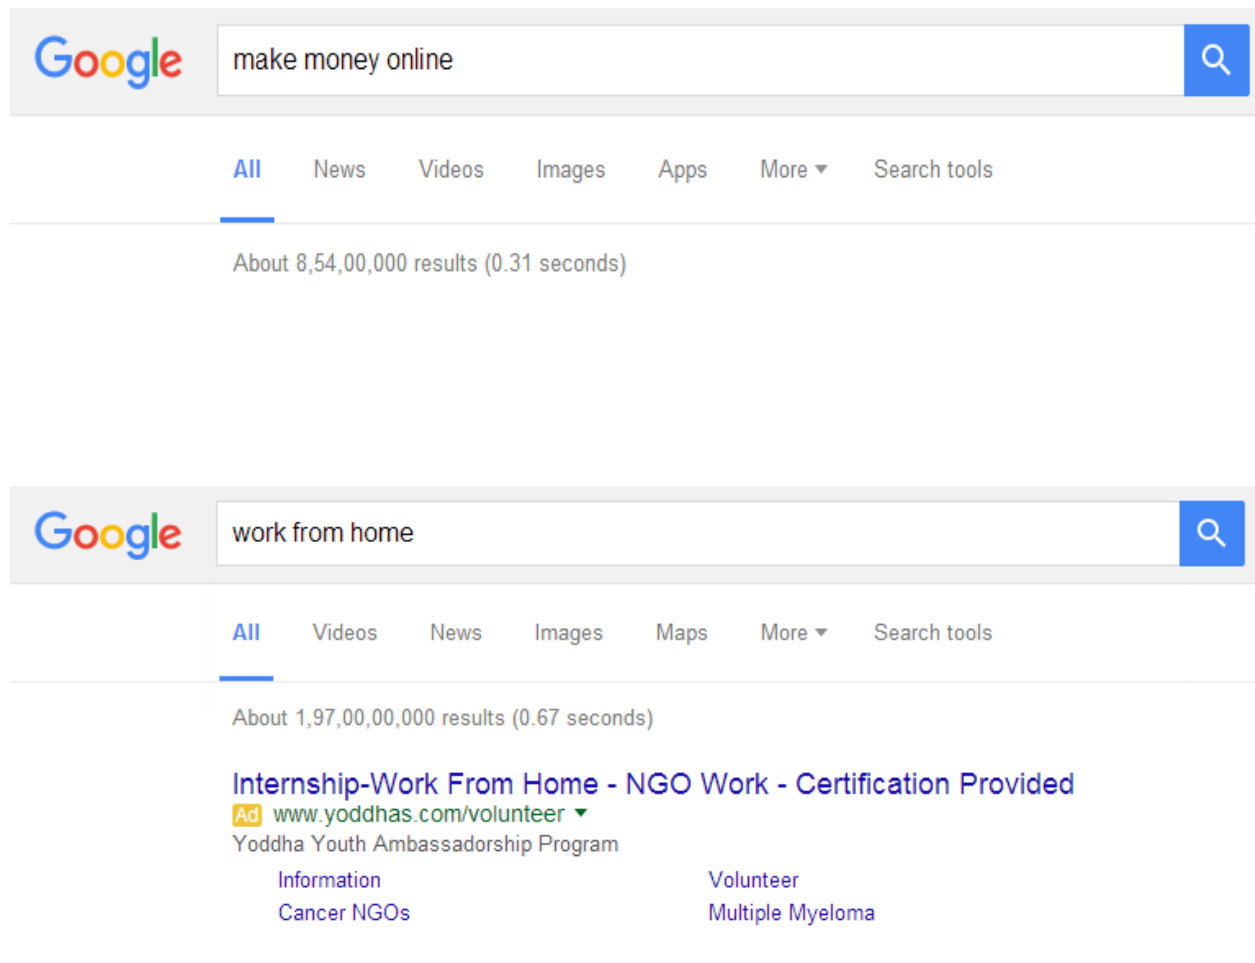 Google make money online
All News Videos Images Apps More Search tools
About 8,54,00,000 results (0.31 seconds)
Google work from home
All Videos News Images Maps More Search tools
About 1,97,00,00,000 results (0.67 seconds)
Internship-Work From Home - NGO Work - Certification Provided
Ad www.yoddhas.com/volunteer
Yoddha Youth Ambassadorship Program
Information Volunteer
Cancer NGOs Multiple Myeloma